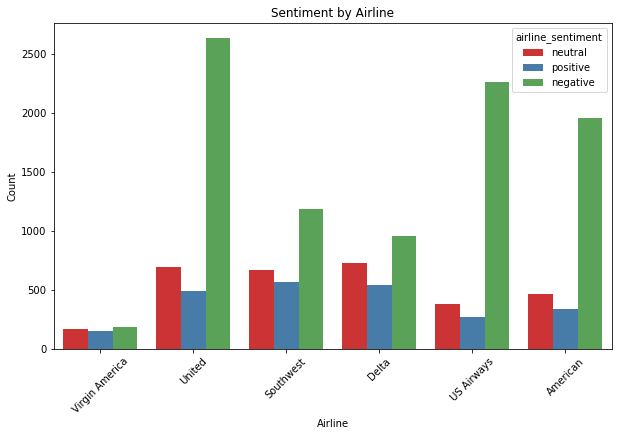 Sentiment by Airline
airline_sentiment
neutral
positive
negative
Count
2500
2000
1500
1000
500
0
Virgin America
United
Southwest
Delta
US Airways
American
Airline